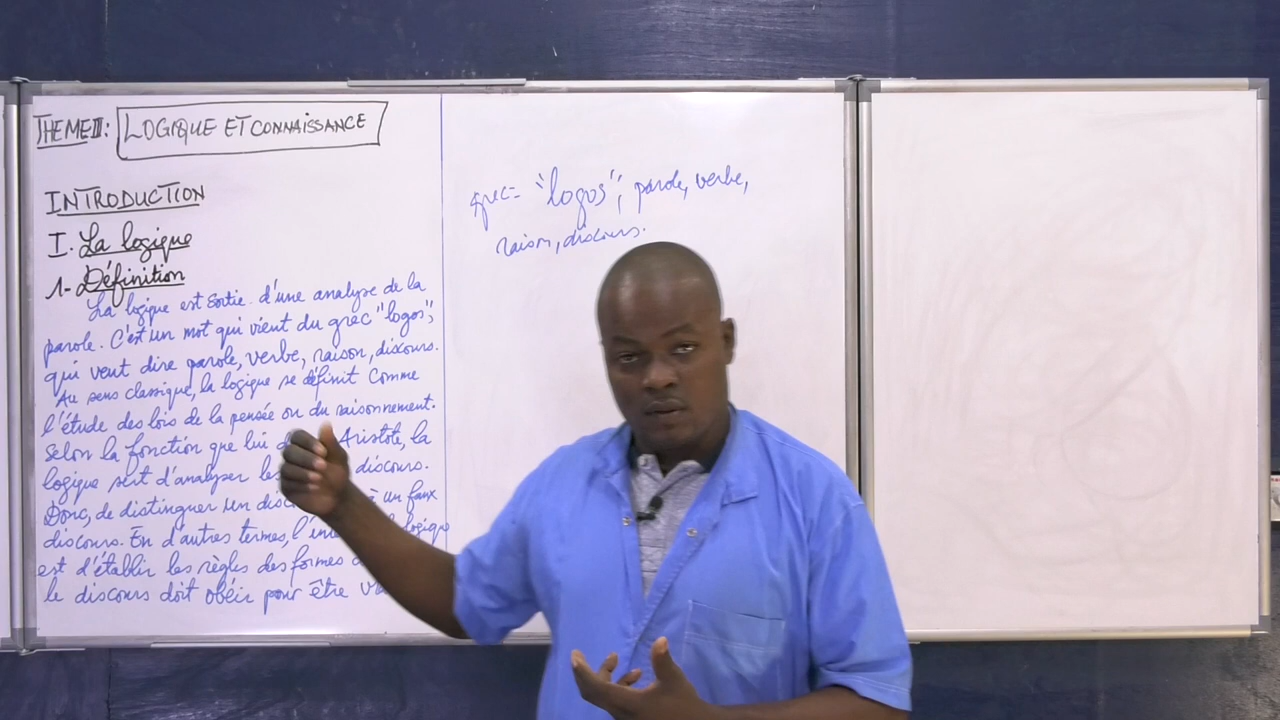 THEME II: LOGIQUE ET CONNAISSANCE
INTRODUCTION
I. La logique
1- Définition
La logique est sortie d'une analyse de la
parole. C'est un mot qui vient du grec "logos";
qui veut dire parole, verbe, raison, discours.
Au sens classique, la logique se définit comme
l'étude des lois de la pensée ou du raisonnement.
Selon la fonction que lui Aristote, la
logique sert d'analyser discours.
Donc, de distinguer un à un faux
discours. En d'autres termes, logique
est d'établir les règles des formes
le discours doit obéir pour être
grec= "logos"; parole, verbe,
raison, discours.